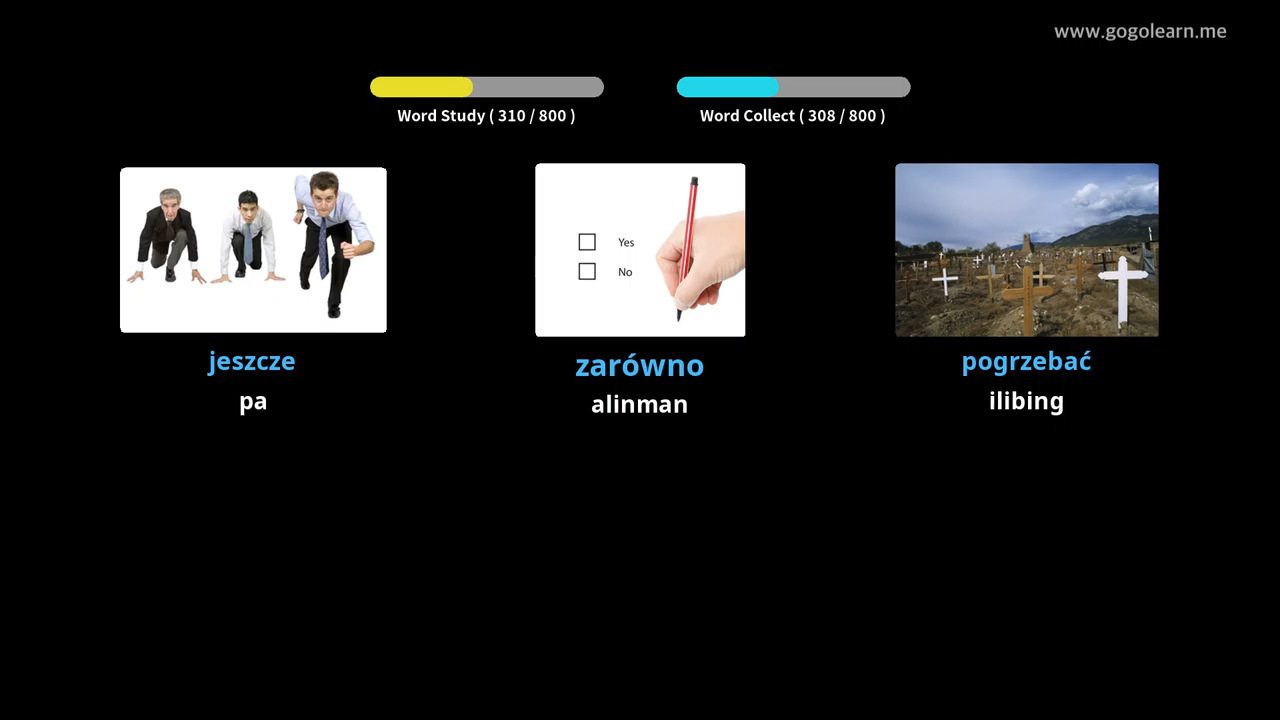 www.gogolearn.me
Word Study ( 310 / 800 )
Word Collect ( 308 / 800 )
Yes
No
jeszcze
pa
zarówno
alinman
pogrzebać
ilibing